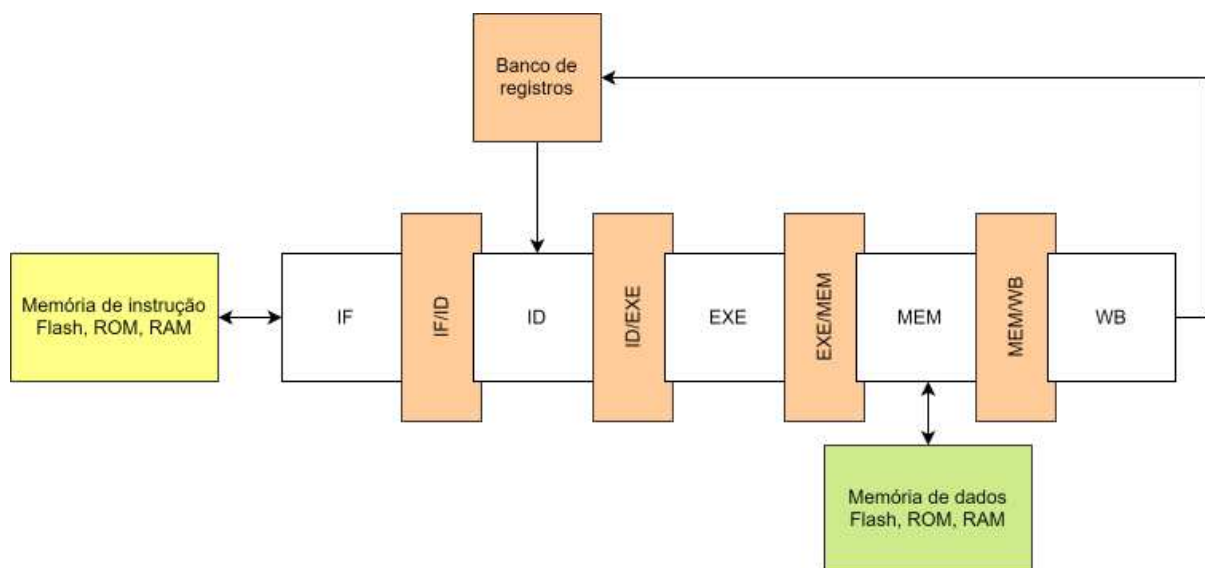 Banco de
registros
Memória de instrução
Flash, ROM, RAM
IF
IF/ID
ID
ID/EXE
EXE
EXE/MEM
MEM
MEM/WB
WB
Memória de dados
Flash, ROM, RAM